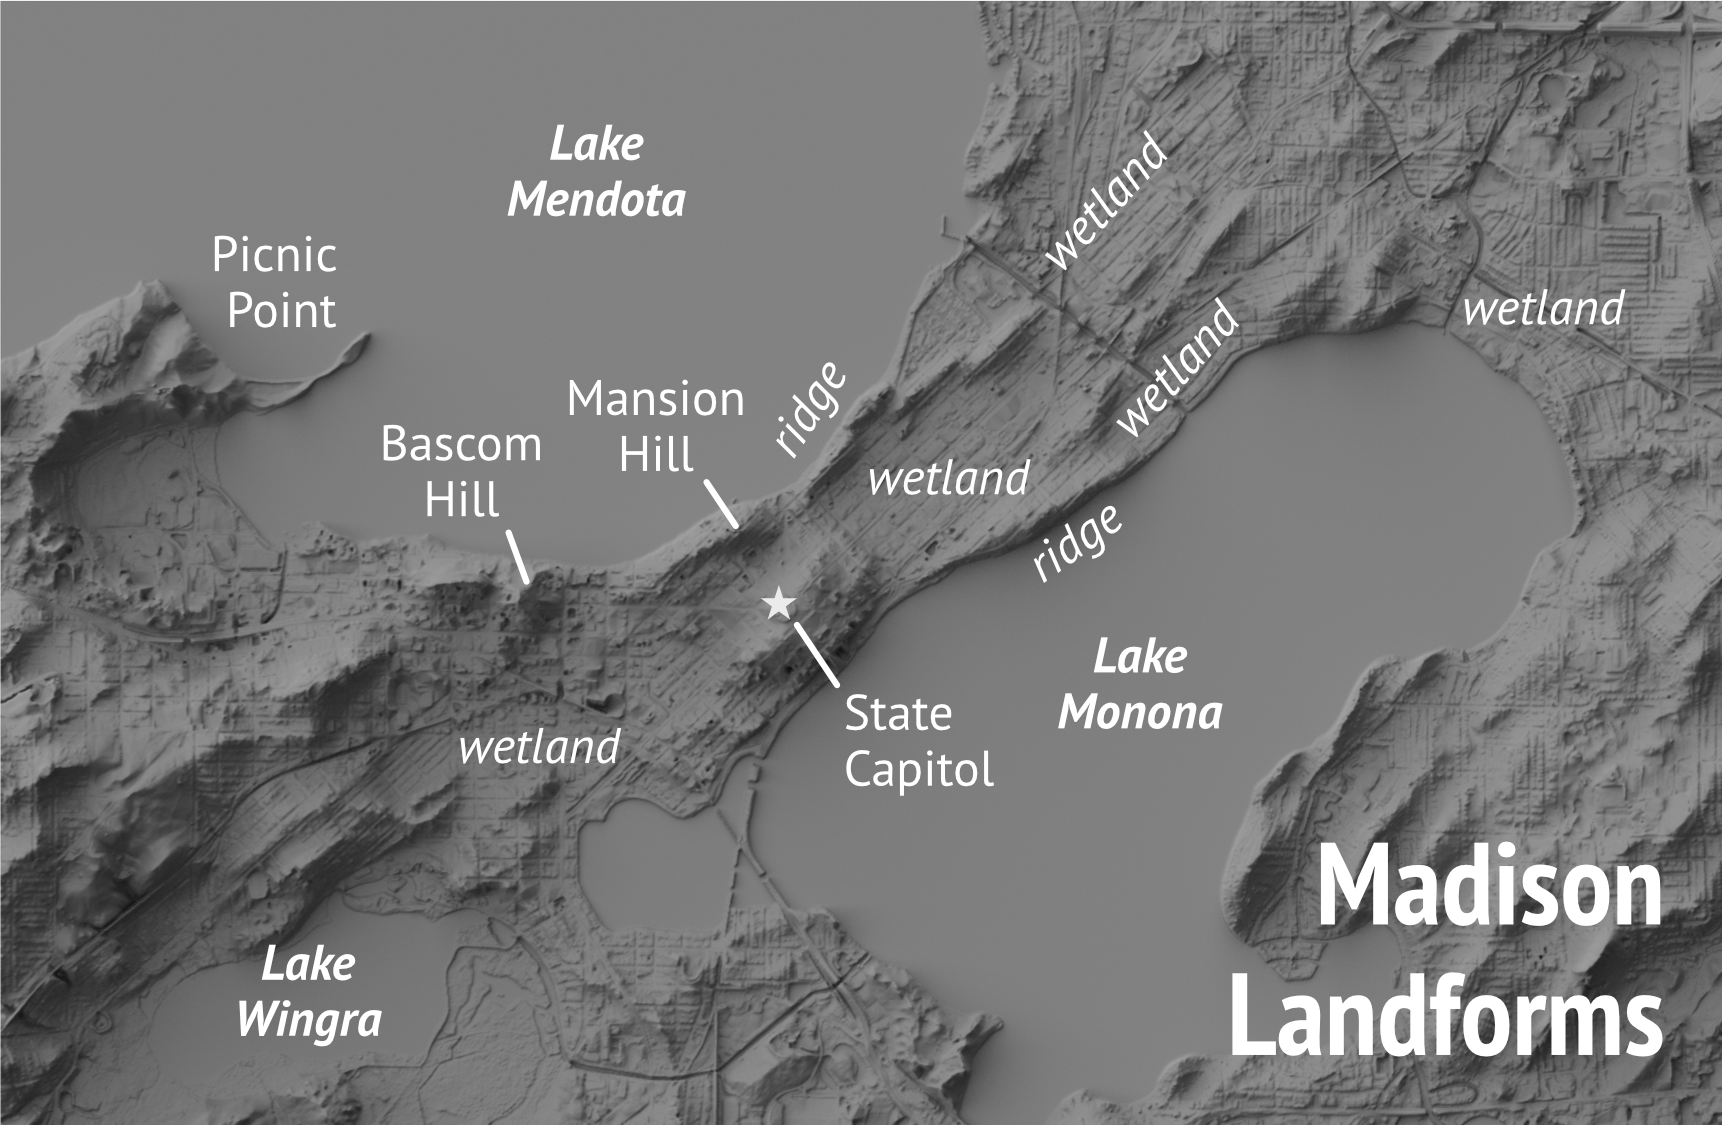 Lake
Mendota
Picnic
Point
wetland
wetland
wetland
Mansion
Hill
ridge
Bascom
Hill
wetland
ridge
Lake
Monona
State
Capitol
wetland
Madison
Landforms
Lake
Wingra